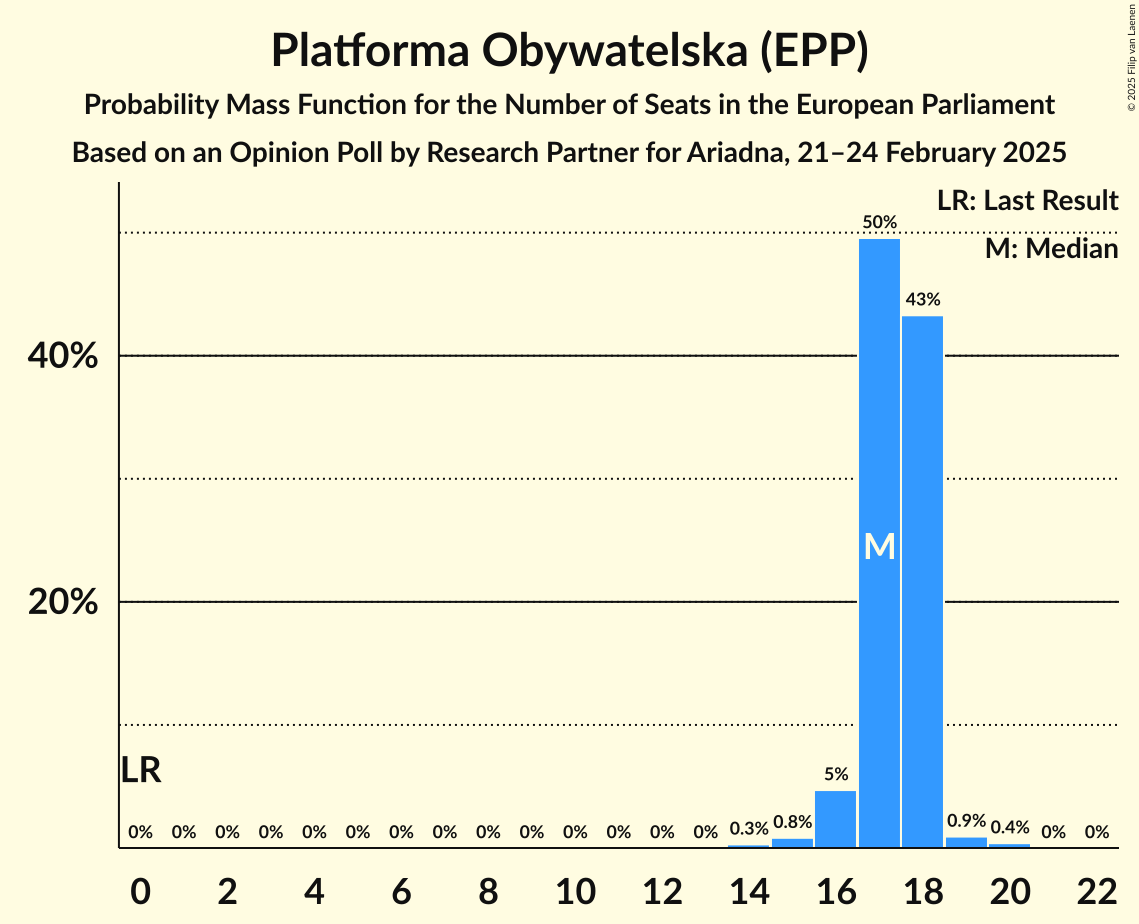 Platforma Obywatelska (EPP)
Probability Mass Function for the Number of Seats in the European Parliament
Based on an Opinion Poll by Research Partner for Ariadna, 21–24 February 2025
© 2025 Filip van Laenen
LR: Last Result
M: Median
40%
20%
LR
M
0% 0% 0% 0% 0% 0% 0% 0% 0% 0% 0% 0% 0% 0% 0.3% 0.8% 5% 50% 43% 0.9% 0.4% 0% 0%
0 2 4 6 8 10 12 14 16 18 20 22